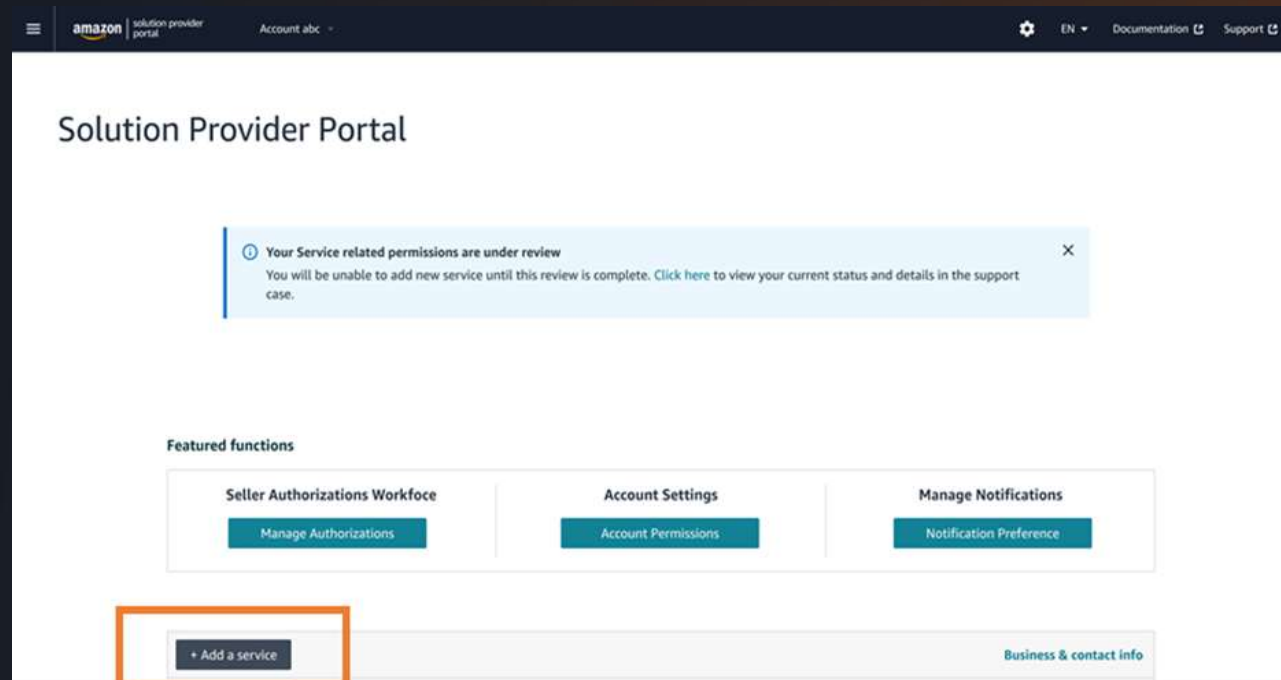 amazon solution provider portal Account abc EN Documentation Support
Solution Provider Portal
Your Service related permissions are under review
You will be unable to add new service until this review is complete. Click here to view your current status and details in the support
case.
Featured functions
Seller Authorizations Workfoce Account Settings Manage Notifications
Manage Authorizations Account Permissions Notification Preference
+ Add a service Business & contact info